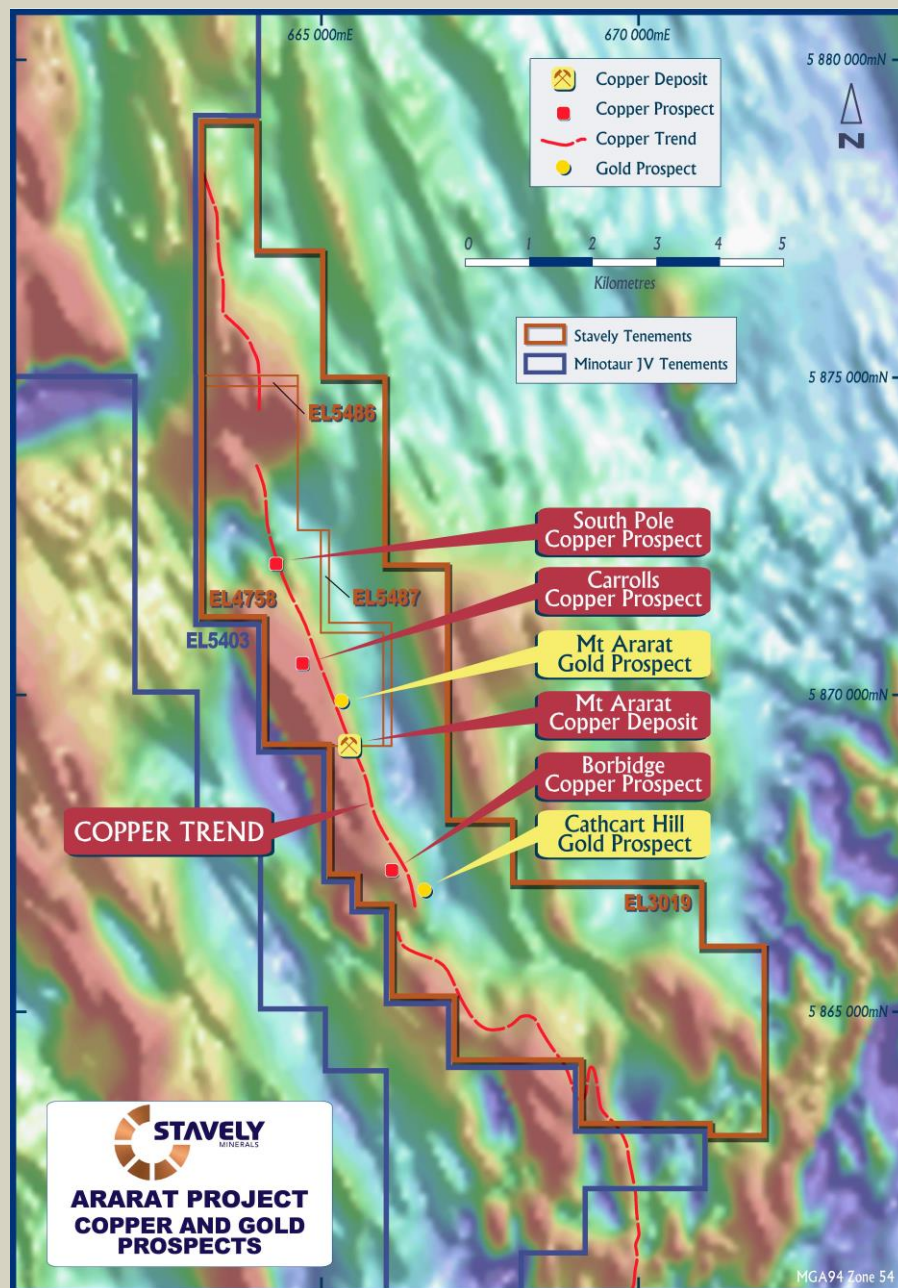 665 000mE
670 000mE
5 880 000mN
Copper Deposit
Copper Prospect
Copper Trend
Gold Prospect
N
0 1 2 3 4 5
Kilometres
Stavely Tenements
Minotaur JV Tenements
5 875 000mN
EL5486
South Pole
Copper Prospect
Carrolls
Copper Prospect
EL4758
EL5487
EL5403
Mt Ararat
Gold Prospect
5 870 000mN
Mt Ararat
Copper Deposit
Borbidge
Copper Prospect
COPPER TREND
Cathcart Hill
Gold Prospect
EL3019
5 865 000mN
STAVELY
MINERALS
ARARAT PROJECT
COPPER AND GOLD
PROSPECTS
MGA94 Zone 54